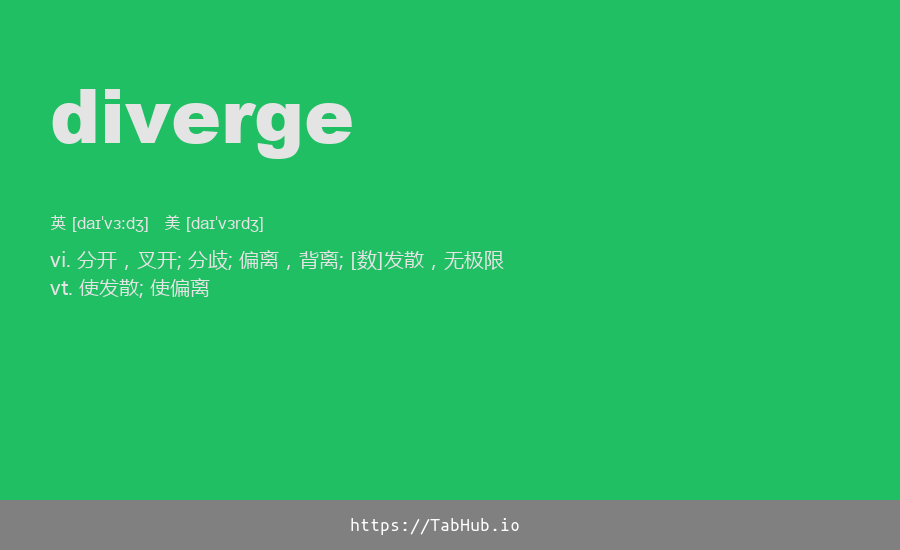 diverge
英 [daɪˈvɜːdʒ] 美 [daɪˈvɜrdʒ]
vi. 分开，叉开; 分歧; 偏离，背离; [数]发散，无极限
vt. 使发散; 使偏离
https://TabHub.io